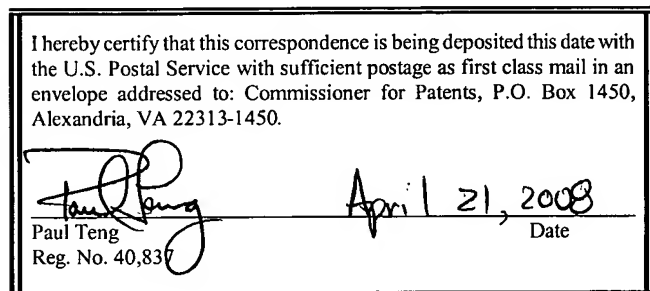 I hereby certify that this correspondence is being deposited this date with
the U.S. Postal Service with sufficient postage as first class mail in an
envelope addressed to: Commissioner for Patents, P.O. Box 1450,
Alexandria, VA 22313-1450.
Paul Teng April 21, 2008
Paul Teng Date
Reg. No. 40,837